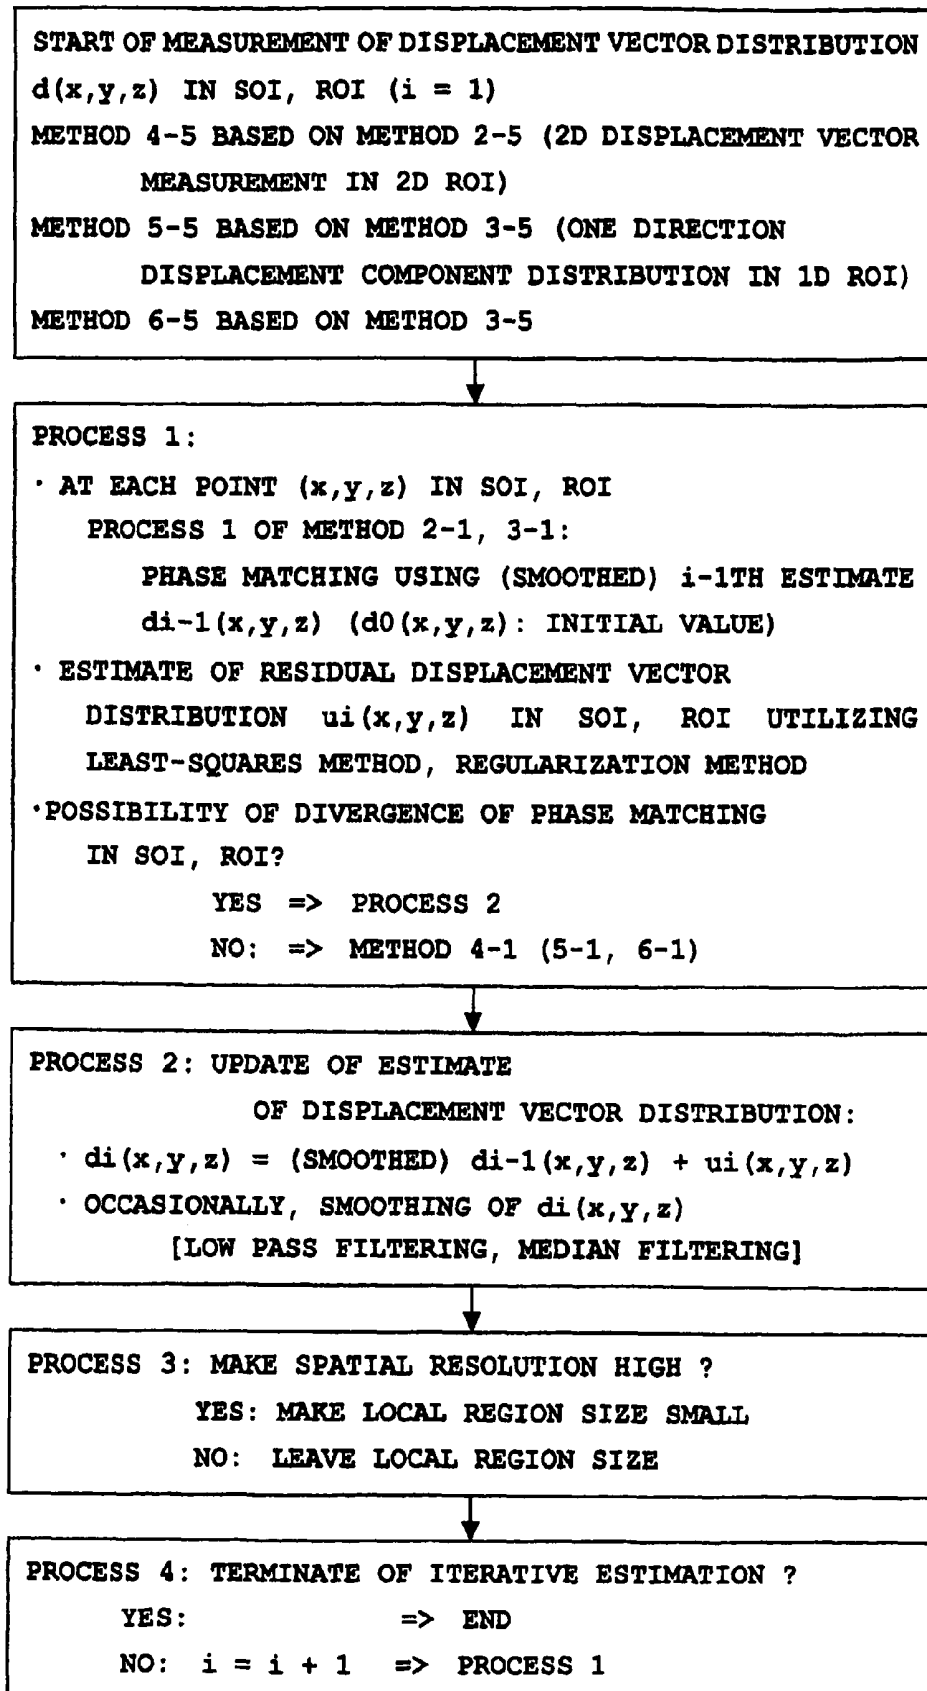 START OF MEASUREMENT OF DISPLACEMENT VECTOR DISTRIBUTION
d(x,y,z) IN SOI, ROI (i = 1)
METHOD 4-5 BASED ON METHOD 2-5 (2D DISPLACEMENT VECTOR
MEASUREMENT IN 2D ROI)
METHOD 5-5 BASED ON METHOD 3-5 (ONE DIRECTION
DISPLACEMENT COMPONENT DISTRIBUTION IN 1D ROI)
METHOD 6-5 BASED ON METHOD 3-5
PROCESS 1:
· AT EACH POINT (x,y,z) IN SOI, ROI
PROCESS 1 OF METHOD 2-1, 3-1:
PHASE MATCHING USING (SMOOTHED) i-1TH ESTIMATE
di-1(x,y,z) (d0(x,y,z): INITIAL VALUE)
· ESTIMATE OF RESIDUAL DISPLACEMENT VECTOR
DISTRIBUTION ui(x,y,z) IN SOI, ROI UTILIZING
LEAST-SQUARES METHOD, REGULARIZATION METHOD
·POSSIBILITY OF DIVERGENCE OF PHASE MATCHING
IN SOI, ROI?
YES => PROCESS 2
NO: => METHOD 4-1 (5-1, 6-1)
PROCESS 2: UPDATE OF ESTIMATE
OF DISPLACEMENT VECTOR DISTRIBUTION:
· di(x,y,z) = (SMOOTHED) di-1(x,y,z) + ui(x,y,z)
· OCCASIONALLY, SMOOTHING OF di(x,y,z)
[LOW PASS FILTERING, MEDIAN FILTERING]
PROCESS 3: MAKE SPATIAL RESOLUTION HIGH ?
YES: MAKE LOCAL REGION SIZE SMALL
NO: LEAVE LOCAL REGION SIZE
PROCESS 4: TERMINATE OF ITERATIVE ESTIMATION ?
YES: => END
NO: i = i + 1 => PROCESS 1